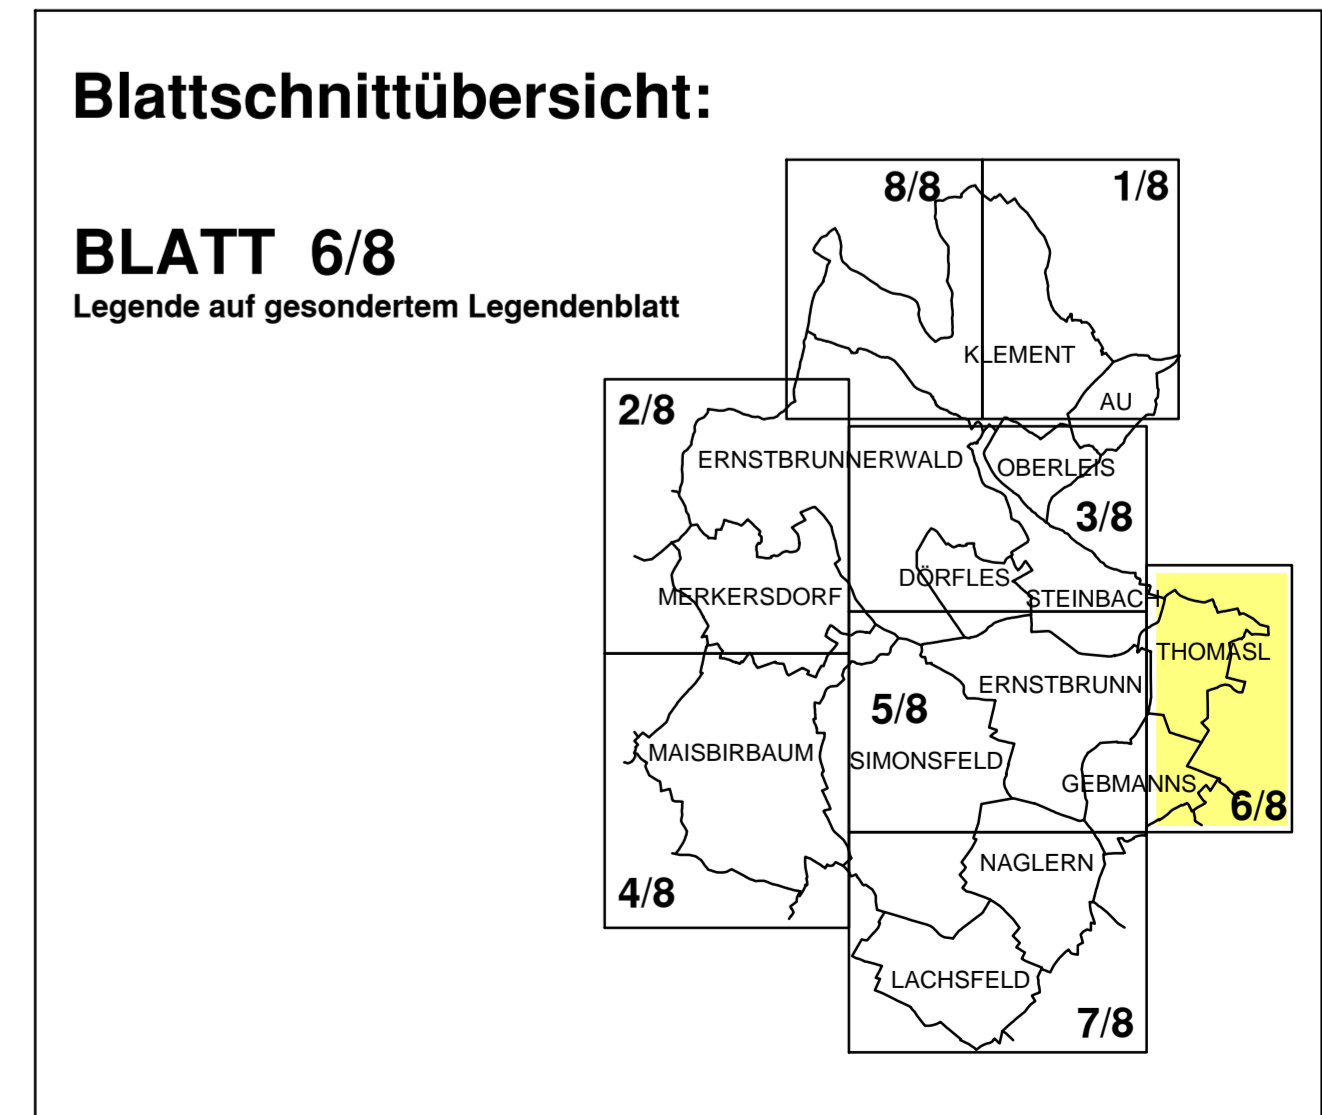 Blattschnittübersicht:
BLATT 6/8
Legende auf gesondertem Legendenblatt
8/8
1/8
KLEMENT
AU
2/8
ERNSTBRUNNERWALD
OBERLEIS
3/8
DÖRFLES
MERKERSDORF
STEINBACH
THOMASL
ERNSTBRUNN
5/8
MAISBIRBAUM
SIMONSFELD
GEBMANNS
6/8
NAGLERN
4/8
LACHSFELD
7/8